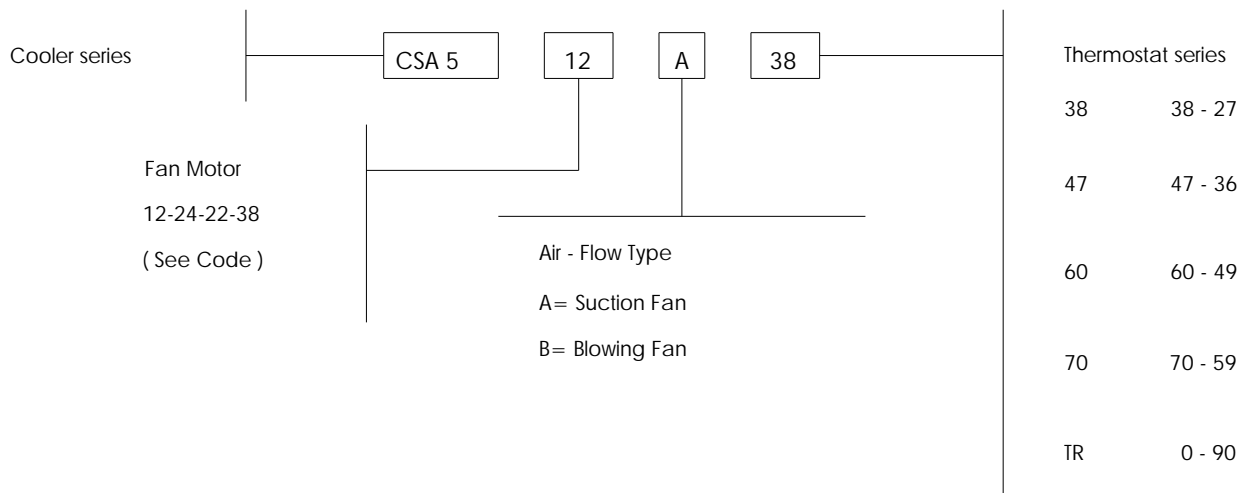 Cooler series
CSA 5
12
A
38
Thermostat series
38 38 - 27
47 47 - 36
60 60 - 49
70 70 - 59
TR 0 - 90
Fan Motor
12-24-22-38
( See Code )
Air - Flow Type
A= Suction Fan
B= Blowing Fan